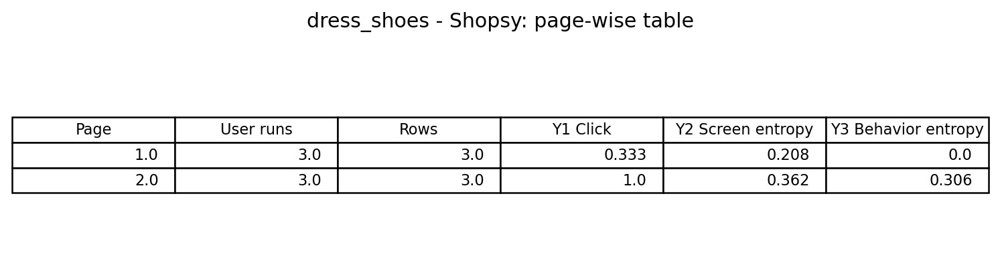 dress_shoes - Shopsy: page-wise table
Page User runs Rows Y1 Click Y2 Screen entropy Y3 Behavior entropy
1.0 3.0 3.0 0.333 0.208 0.0
2.0 3.0 3.0 1.0 0.362 0.306